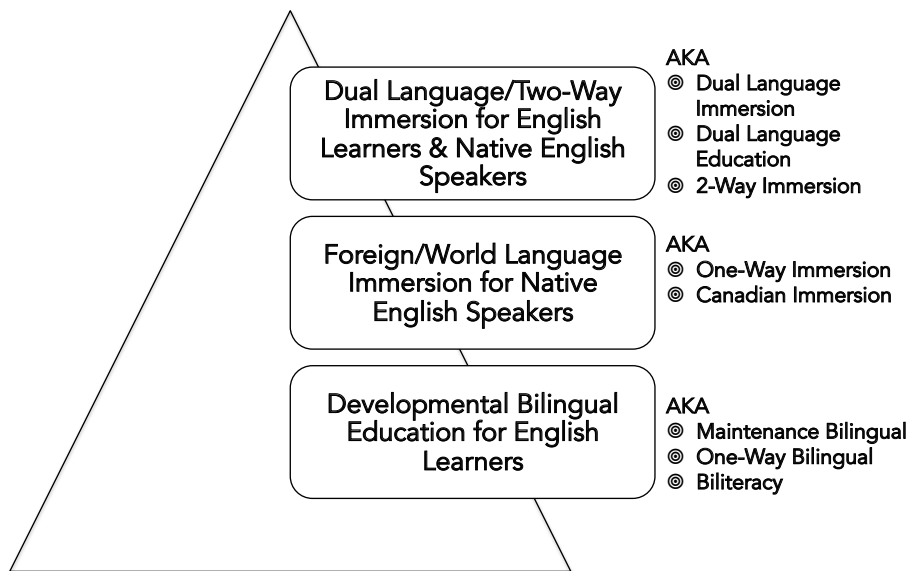 Dual Language/Two-Way
Immersion for English
Learners & Native English
Speakers
AKA
◎ Dual Language
Immersion
◎ Dual Language
Education
◎ 2-Way Immersion
Foreign/World Language
Immersion for Native
English Speakers
AKA
◎ One-Way Immersion
◎ Canadian Immersion
Developmental Bilingual
Education for English
Learners
AKA
◎ Maintenance Bilingual
◎ One-Way Bilingual
◎ Biliteracy